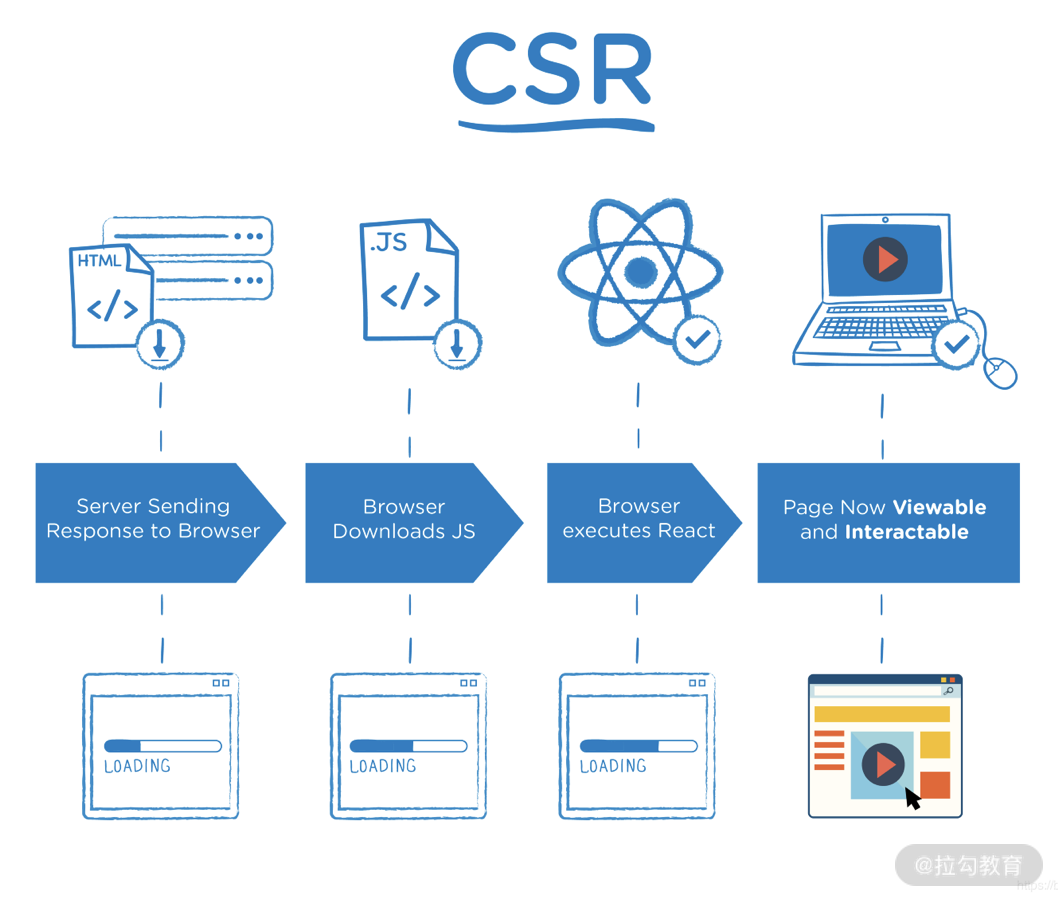 CSR
HTML
.JS
Server Sending
Response to Browser
Browser
Downloads JS
Browser
executes React
Page Now Viewable
and Interactable
LOADING
LOADING
LOADING
@拉勾教育
https://b